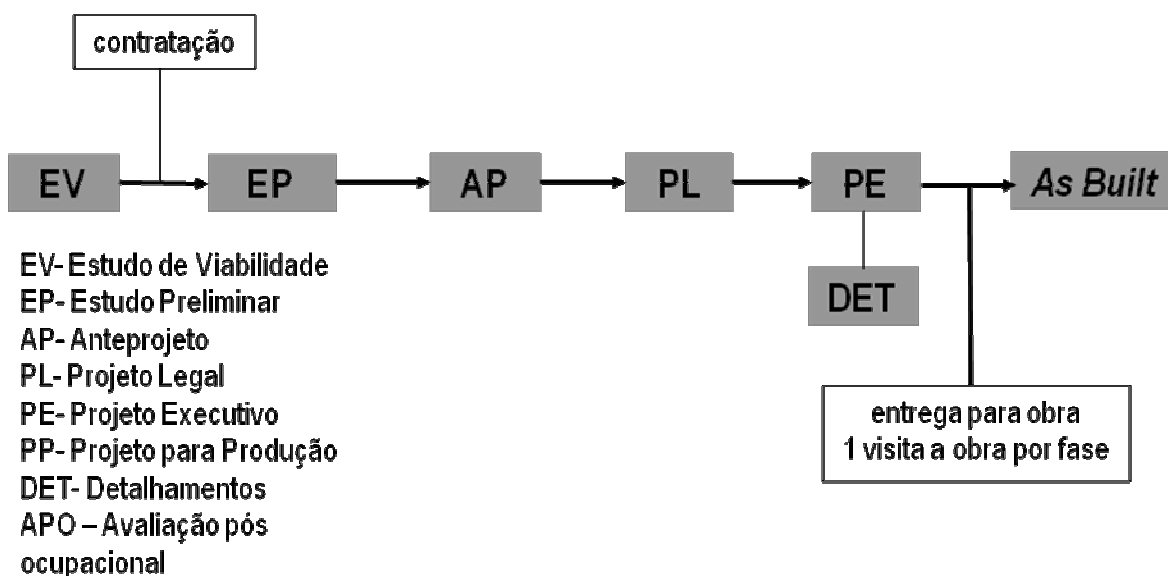 contratação
EV
EP
AP
PL
PE
As Built
DET
EV- Estudo de Viabilidade
EP- Estudo Preliminar
AP- Anteprojeto
PL- Projeto Legal
PE- Projeto Executivo
PP- Projeto para Produção
DET- Detalhamentos
APO – Avaliação pós
ocupacional
entrega para obra
1 visita a obra por fase